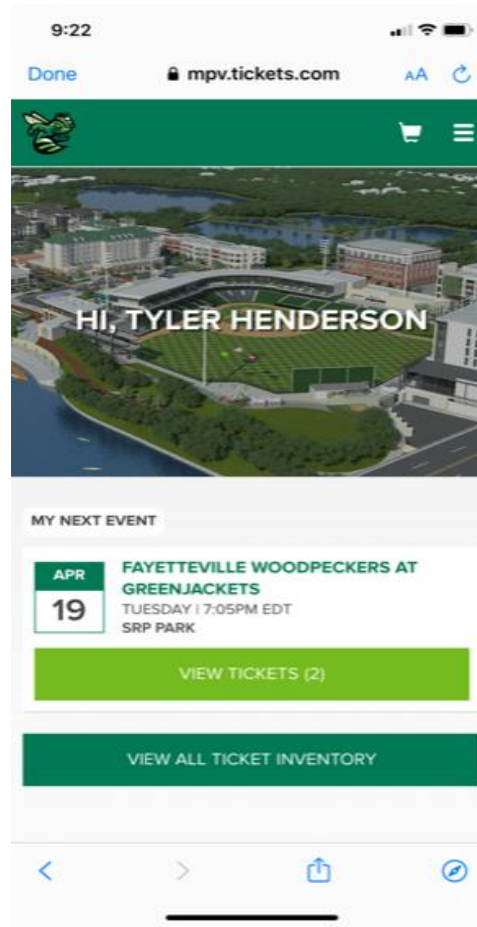 9:22
Done mpv.tickets.com AA
HI, TYLER HENDERSON
MY NEXT EVENT
APR
19
FAYETTEVILLE WOODPECKERS AT
GREENJACKETS
TUESDAY | 7:05PM EDT
SRP PARK
VIEW TICKETS (2)
VIEW ALL TICKET INVENTORY